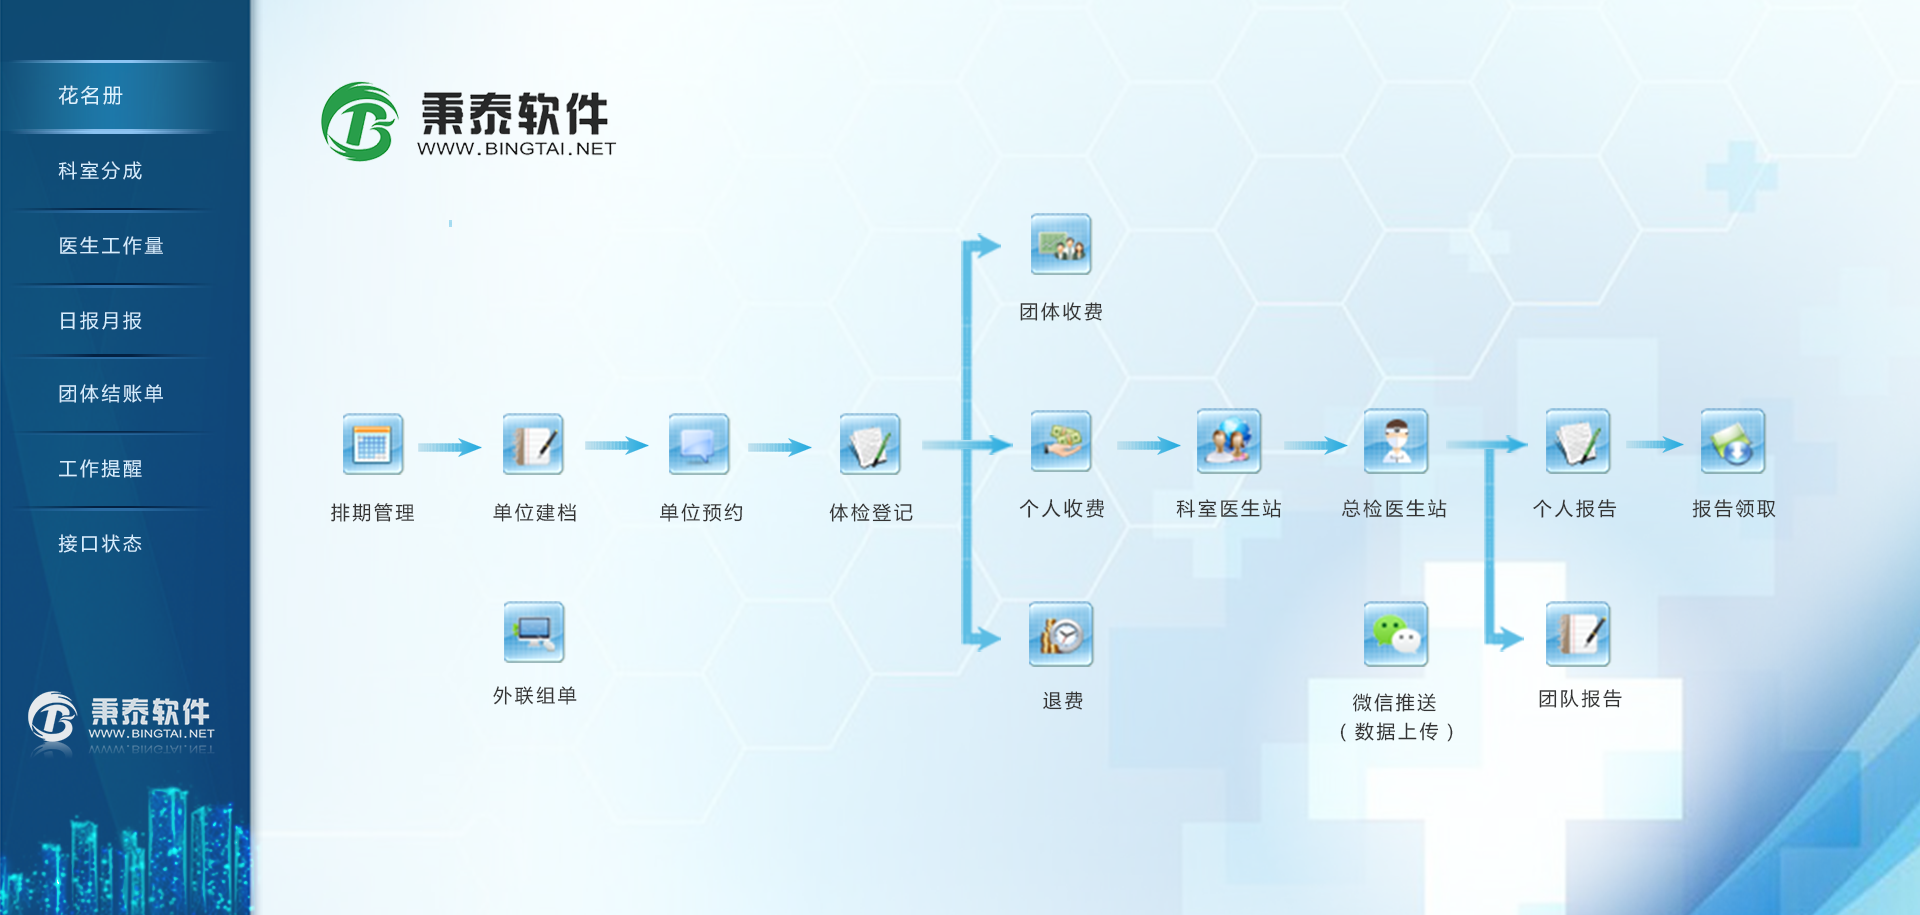 花名册
科室分成
医生工作量
日报月报
团体结账单
工作提醒
接口状态
秉泰软件
WWW.BINGTAI.NET
秉泰软件
WWW.BINGTAI.NET
团体收费
排期管理
单位建档
单位预约
体检登记
个人收费
科室医生站
总检医生站
个人报告
报告领取
外联组单
退费
微信推送
（数据上传）
团队报告